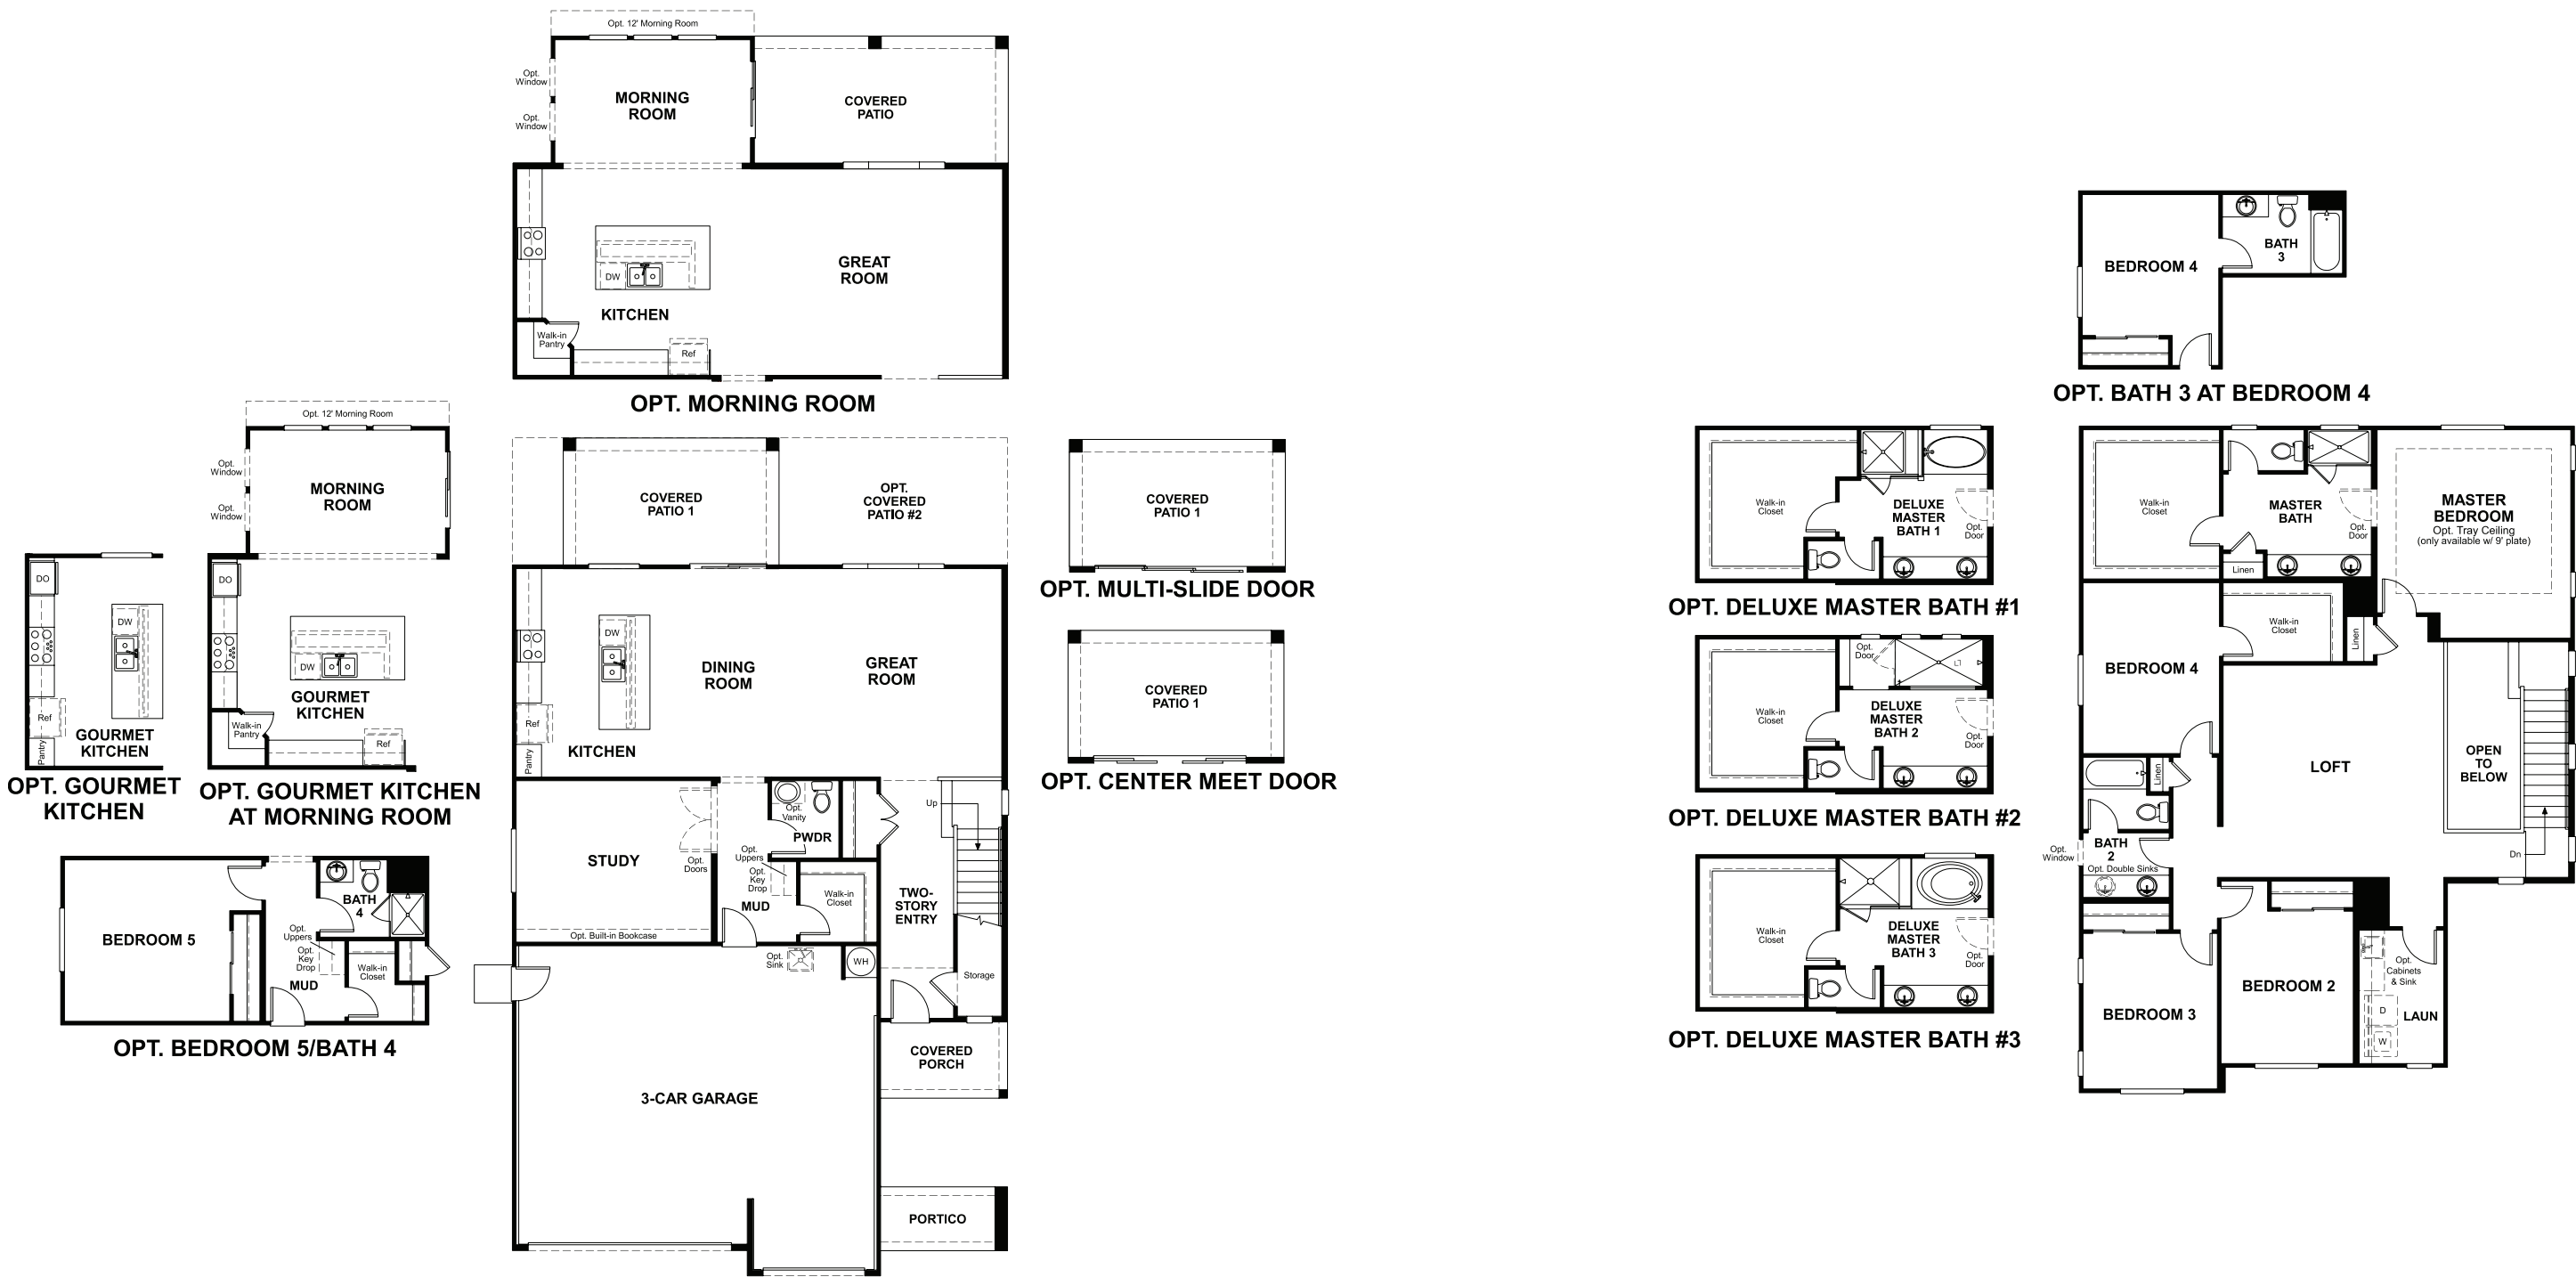 Opt. 12' Morning Room
Opt.
Window
Opt.
Window
MORNING
ROOM
COVERED
PATIO
DW
GREAT
ROOM
KITCHEN
Walk-in
Pantry
Ref
OPT. MORNING ROOM
Opt. 12' Morning Room
Opt.
Window
Opt.
Window
MORNING
ROOM
DO
DW
GOURMET
KITCHEN
Walk-in
Pantry
Ref
OPT. GOURMET KITCHEN
AT MORNING ROOM
DO
DW
Ref
Pantry
GOURMET
KITCHEN
OPT. GOURMET
KITCHEN
BEDROOM 5
BATH
4
Opt.
Uppers
Opt.
Key
Drop
Walk-in
Closet
MUD
OPT. BEDROOM 5/BATH 4
COVERED
PATIO 1
OPT.
COVERED
PATIO #2
DW
DINING
ROOM
GREAT
ROOM
Ref
Pantry
KITCHEN
STUDY
Opt.
Doors
Opt. Built-in Bookcase
Opt.
Vanity
PWDR
Opt.
Uppers
Opt.
Key
Drop
MUD
Walk-in
Closet
Up
TWO-
STORY
ENTRY
Storage
Opt.
Sink
WH
3-CAR GARAGE
COVERED
PORCH
PORTICO
COVERED
PATIO 1
OPT. MULTI-SLIDE DOOR
COVERED
PATIO 1
OPT. CENTER MEET DOOR
Walk-in
Closet
DELUXE
MASTER
BATH 1
Opt.
Door
OPT. DELUXE MASTER BATH #1
Opt.
Door
Walk-in
Closet
DELUXE
MASTER
BATH 2
Opt.
Door
OPT. DELUXE MASTER BATH #2
Walk-in
Closet
DELUXE
MASTER
BATH 3
Opt.
Door
OPT. DELUXE MASTER BATH #3
BEDROOM 4
BATH
3
OPT. BATH 3 AT BEDROOM 4
Walk-in
Closet
MASTER
BATH
Opt.
Door
Linen
MASTER
BEDROOM
Opt. Tray Ceiling
(only available w/ 9' plate)
BEDROOM 4
Walk-in
Closet
Linen
LOFT
OPEN
TO
BELOW
Dn
Linen
BATH
2
Opt.
Window
Opt. Double Sinks
BEDROOM 3
BEDROOM 2
Opt.
Cabinets
& Sink
D
W
LAUN